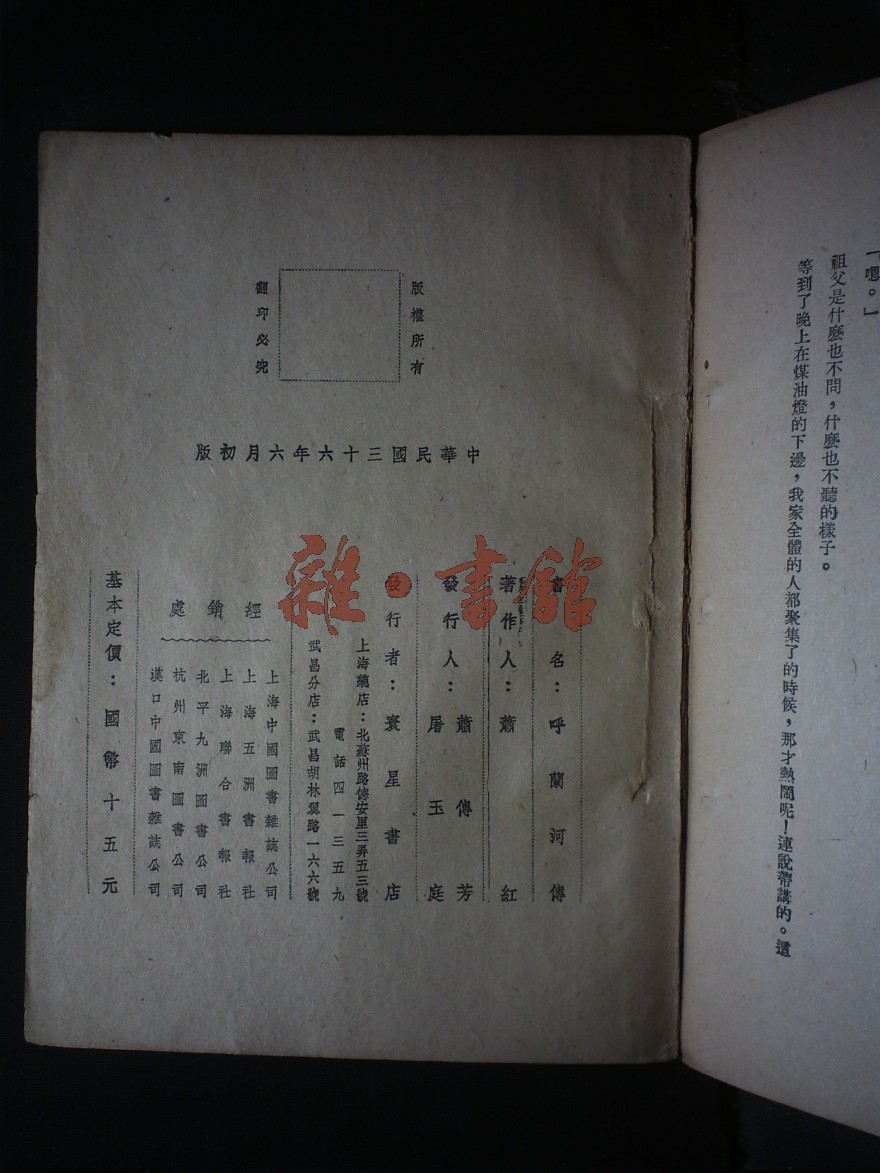 「嗯。」
祖父是什麼也不問，什麼也不聽的樣子。
等到了晚上在煤油燈的下邊，我家全體的人都聚集了的時候，那才熱鬧呢！連說帶講的。這
版權所有
翻印必究
中華民國三十六年六月初版
書名：呼蘭河傳
著作人：蕭紅
發行人：蕭傳芳
屠玉庭
發行者：寰星書店
上海總店：北蘇州路德安里三弄五三號
電話四一三五九
武昌分店：武昌胡林翼路一六六號
經銷處
上海中國圖書雜誌公司
上海五洲書報社
上海聯合書報社
北平九洲圖書公司
杭州東南圖書公司
漢口中國圖書雜誌公司
基本定價：國幣十五元
雜·書館